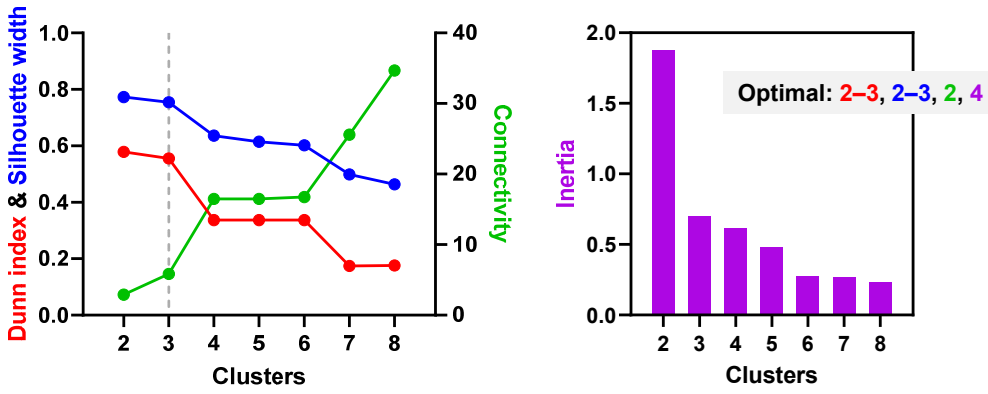 Dunn index & Silhouette width
1.0
0.8
0.6
0.4
0.2
0.0
40
30
20
10
0
Connectivity
2 3 4 5 6 7 8
Clusters
Inertia
2.0
1.5
1.0
0.5
0.0
Optimal: 2–3, 2–3, 2, 4
2 3 4 5 6 7 8
Clusters